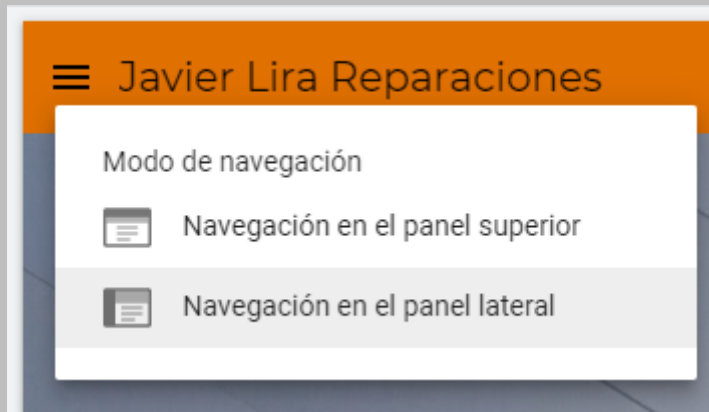 Javier Lira Reparaciones
Modo de navegación
Navegación en el panel superior
Navegación en el panel lateral